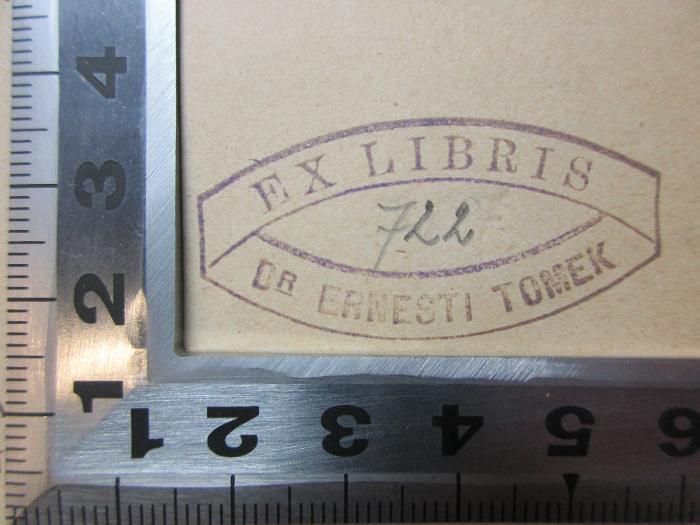 EX LIBRIS
722
DR ERNESTI TOMEK
4
3
2
1
1 2 3 4 5 6